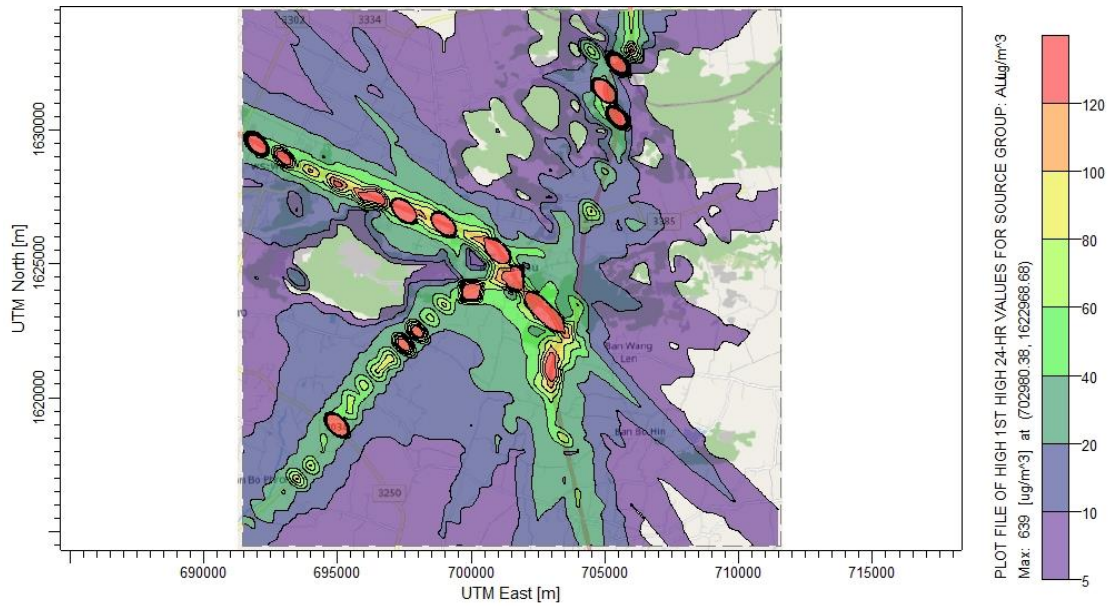 3302
3334
1630000
3385
1625000
Ban Wang
Len
1620000
Ban Bo Hin
3250
UTM North [m]
690000 695000 700000 705000 710000 715000
UTM East [m]
PLOT FILE OF HIGH 1ST HIGH 24-HR VALUES FOR SOURCE GROUP: ALL
ug/m^3
Max: 639 [ug/m^3] at (702980.38, 1622968.68)
120
100
80
60
40
20
10
5